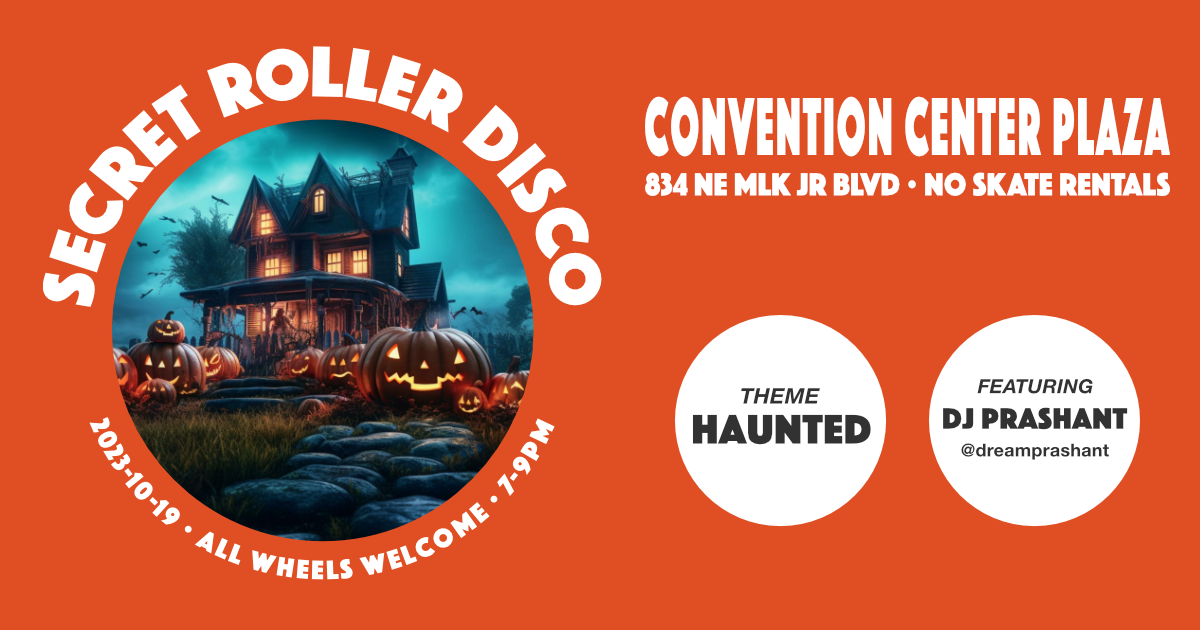 SECRET ROLLER DISCO
2023-10-19 • ALL WHEELS WELCOME • 7-9PM
CONVENTION CENTER PLAZA
834 NE MLK JR BLVD • NO SKATE RENTALS
THEME
HAUNTED
FEATURING
DJ PRASHANT
@dreamprashant